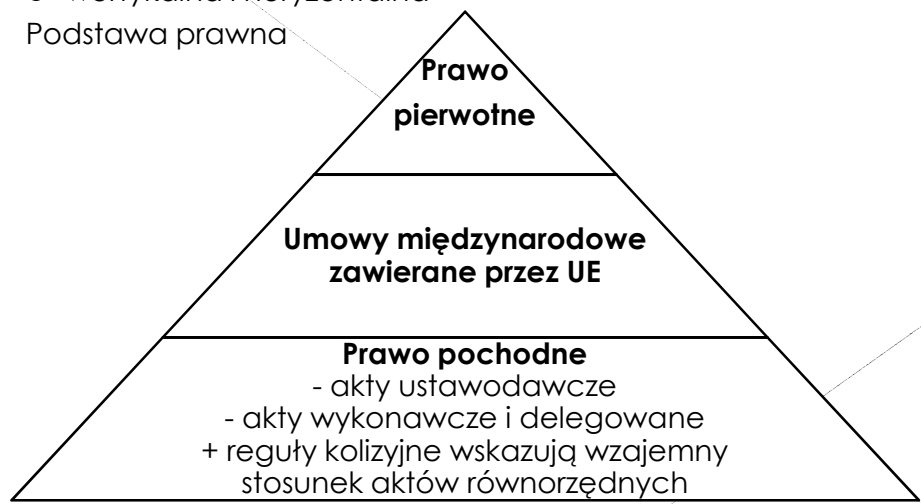 Podstawa prawna
Prawo
pierwotne
Umowy międzynarodowe
zawierane przez UE
Prawo pochodne
- akty ustawodawcze
- akty wykonawcze i delegowane
+ reguły kolizyjne wskazują wzajemny
stosunek aktów równorzędnych